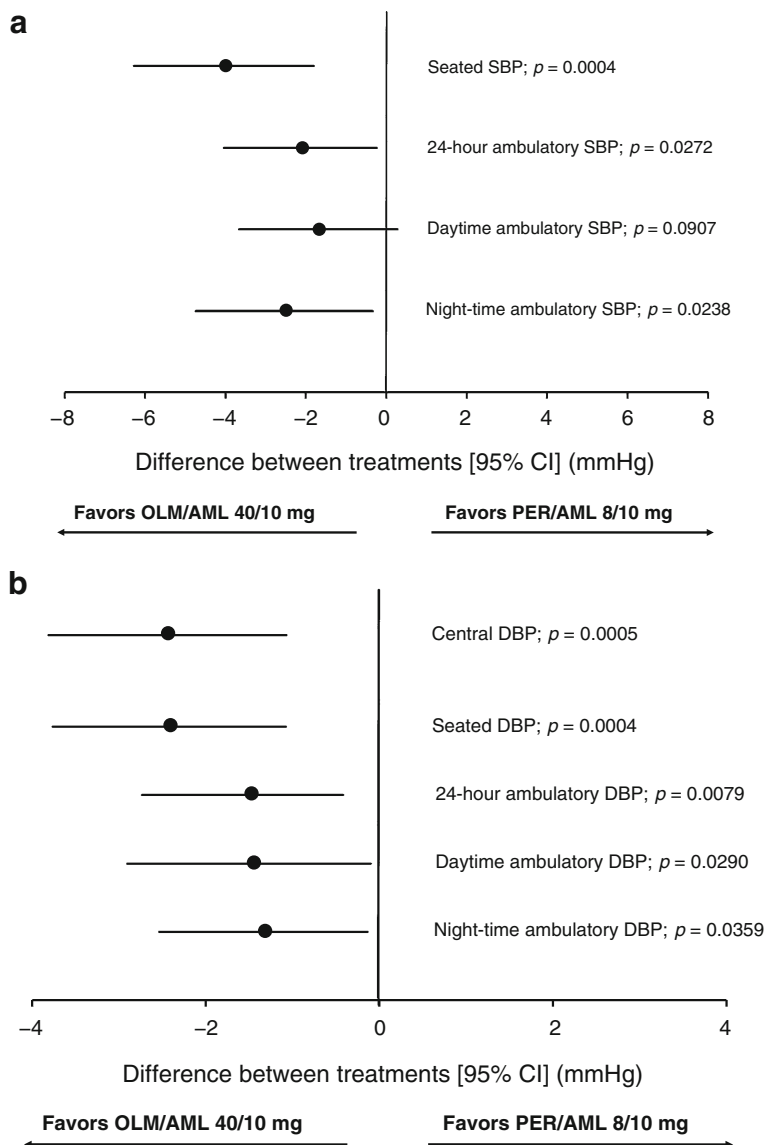 a
Seated SBP; p = 0.0004
24-hour ambulatory SBP; p = 0.0272
Daytime ambulatory SBP; p = 0.0907
Night-time ambulatory SBP; p = 0.0238
−8 −6 −4 −2 0 2 4 6 8
Difference between treatments [95% CI] (mmHg)
Favors OLM/AML 40/10 mg Favors PER/AML 8/10 mg
b
Central DBP; p = 0.0005
Seated DBP; p = 0.0004
24-hour ambulatory DBP; p = 0.0079
Daytime ambulatory DBP; p = 0.0290
Night-time ambulatory DBP; p = 0.0359
−4 −2 0 2 4
Difference between treatments [95% CI] (mmHg)
Favors OLM/AML 40/10 mg Favors PER/AML 8/10 mg